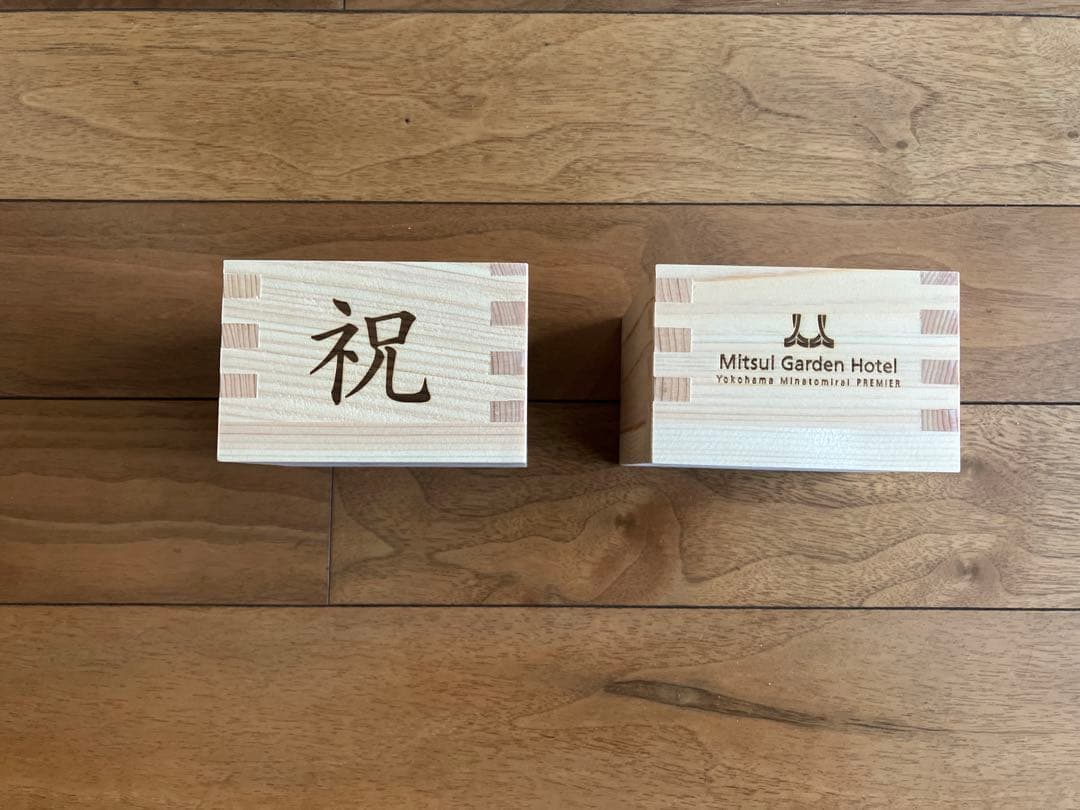 祝
Mitsui Garden Hotel
Yokohama Minatomirai PREMIER